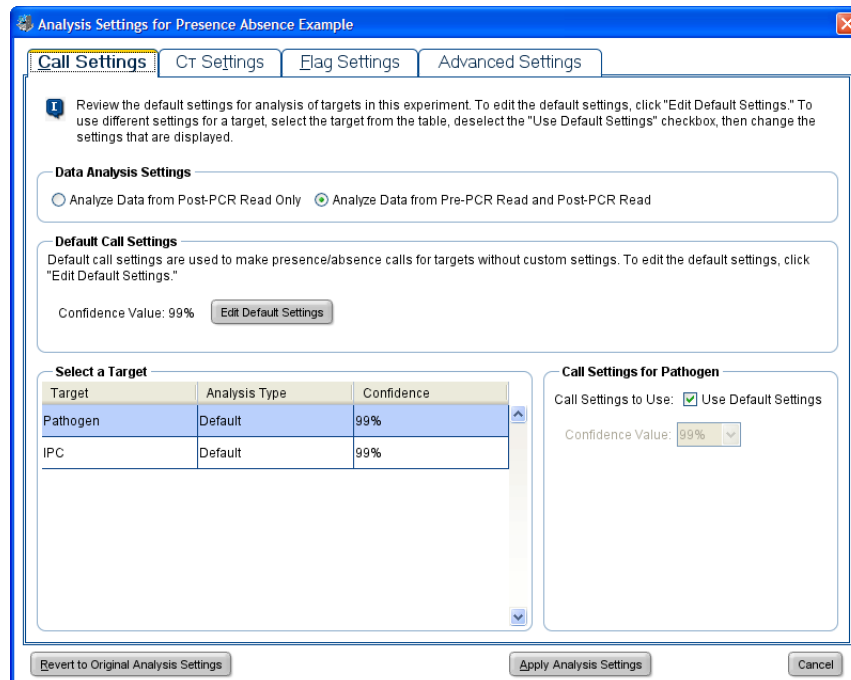 Analysis Settings for Presence Absence Example
Call Settings
CT Settings
Flag Settings
Advanced Settings
Review the default settings for analysis of targets in this experiment. To edit the default settings, click "Edit Default Settings." To
use different settings for a target, select the target from the table, deselect the "Use Default Settings" checkbox, then change the
settings that are displayed.
Data Analysis Settings
Analyze Data from Post-PCR Read Only
Analyze Data from Pre-PCR Read and Post-PCR Read
Default Call Settings
Default call settings are used to make presence/absence calls for targets without custom settings. To edit the default settings, click
"Edit Default Settings."
Confidence Value: 99%
Edit Default Settings
Select a Target
Target Analysis Type Confidence
Pathogen Default 99%
IPC Default 99%
Call Settings for Pathogen
Call Settings to Use: Use Default Settings
Confidence Value: 99%
Revert to Original Analysis Settings
Apply Analysis Settings
Cancel